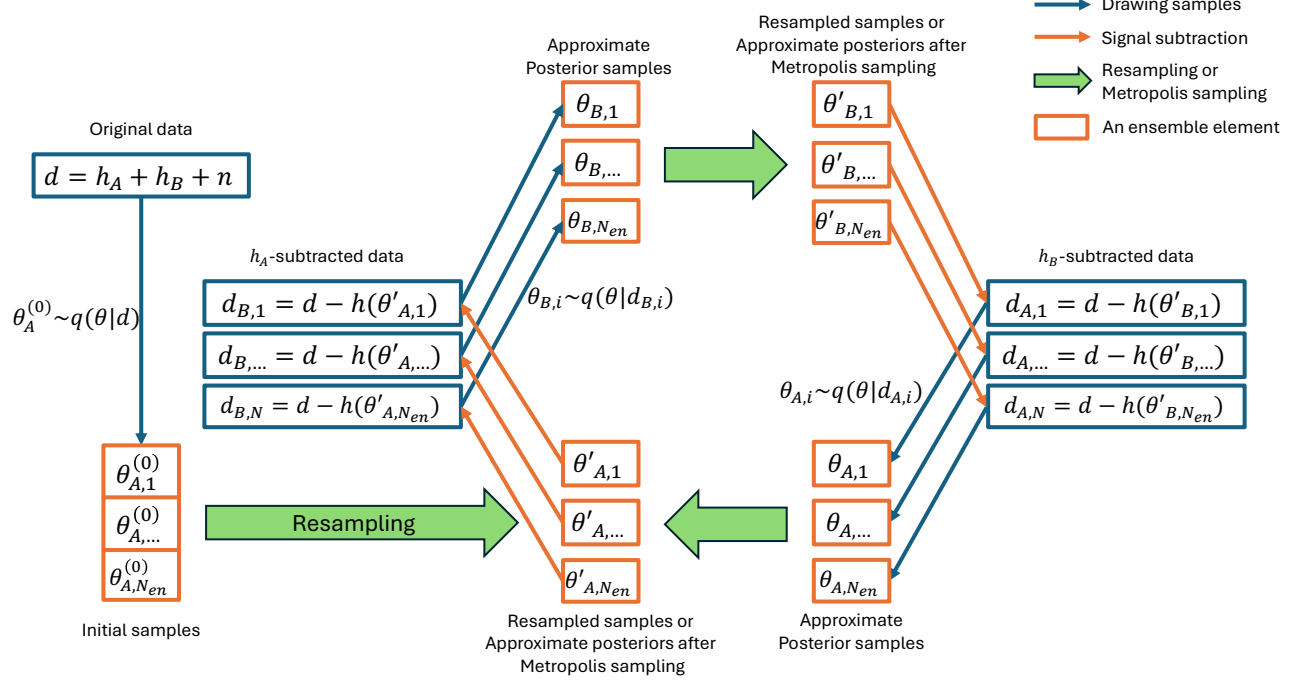 Drawing samples
Signal subtraction
Resampling or
Metropolis sampling
An ensemble element
Original data
d = h_A + h_B + n
θ_A^{(0)}~q(θ|d)
θ_{A,1}^{(0)}
θ_{A,…}^{(0)}
θ_{A,N_{en}}^{(0)}
Initial samples
Resampling
h_A-subtracted data
d_{B,1} = d − h(θ'_{A,1})
d_{B,…} = d − h(θ'_{A,…})
d_{B,N} = d − h(θ'_{A,N_{en}})
Approximate
Posterior samples
θ_{B,1}
θ_{B,…}
θ_{B,N_{en}}
θ_{B,i}~q(θ|d_{B,i})
Resampled samples or
Approximate posteriors after
Metropolis sampling
θ'_{B,1}
θ'_{B,…}
θ'_{B,N_{en}}
h_B-subtracted data
d_{A,1} = d − h(θ'_{B,1})
d_{A,…} = d − h(θ'_{B,…})
d_{A,N} = d − h(θ'_{B,N_{en}})
θ_{A,i}~q(θ|d_{A,i})
θ_{A,1}
θ_{A,…}
θ_{A,N_{en}}
Approximate
Posterior samples
θ'_{A,1}
θ'_{A,…}
θ'_{A,N_{en}}
Resampled samples or
Approximate posteriors after
Metropolis sampling